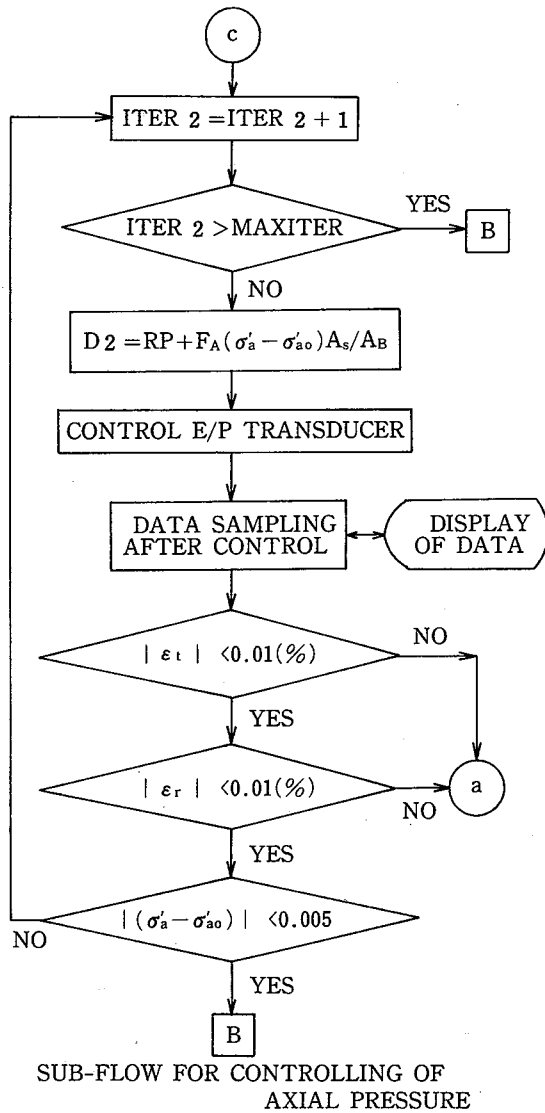 c
ITER 2 = ITER 2 + 1
ITER 2 > MAXITER
YES
B
NO
D 2 = RP + F_A (σ'_a − σ'_ao) A_s / A_B
CONTROL E/P TRANSDUCER
DATA SAMPLING
AFTER CONTROL
DISPLAY
OF DATA
| ε_t | <0.01(%)
NO
YES
a
| ε_r | <0.01(%)
NO
YES
| (σ'_a − σ'_ao) | <0.005
NO
YES
B
SUB-FLOW FOR CONTROLLING OF
AXIAL PRESSURE